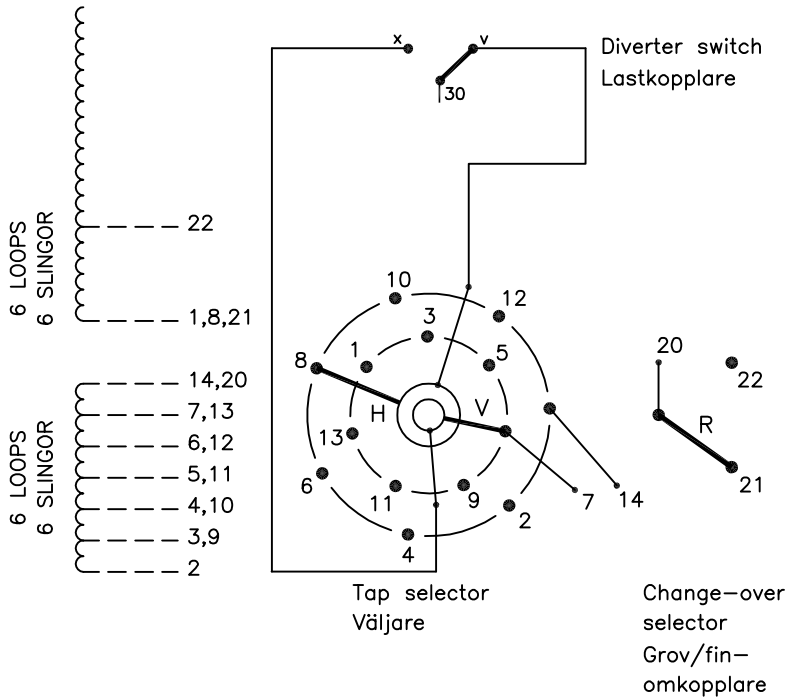 x
v
30
Diverter switch
Lastkopplare
6 LOOPS
6 SLINGOR
22
1,8,21
14,20
7,13
6,12
5,11
4,10
3,9
2
6 LOOPS
6 SLINGOR
10
12
3
1
5
8
H
V
13
6
11
9
2
4
7
14
20
22
R
21
Tap selector
Väljare
Change-over
selector
Grov/fin-
omkopplare